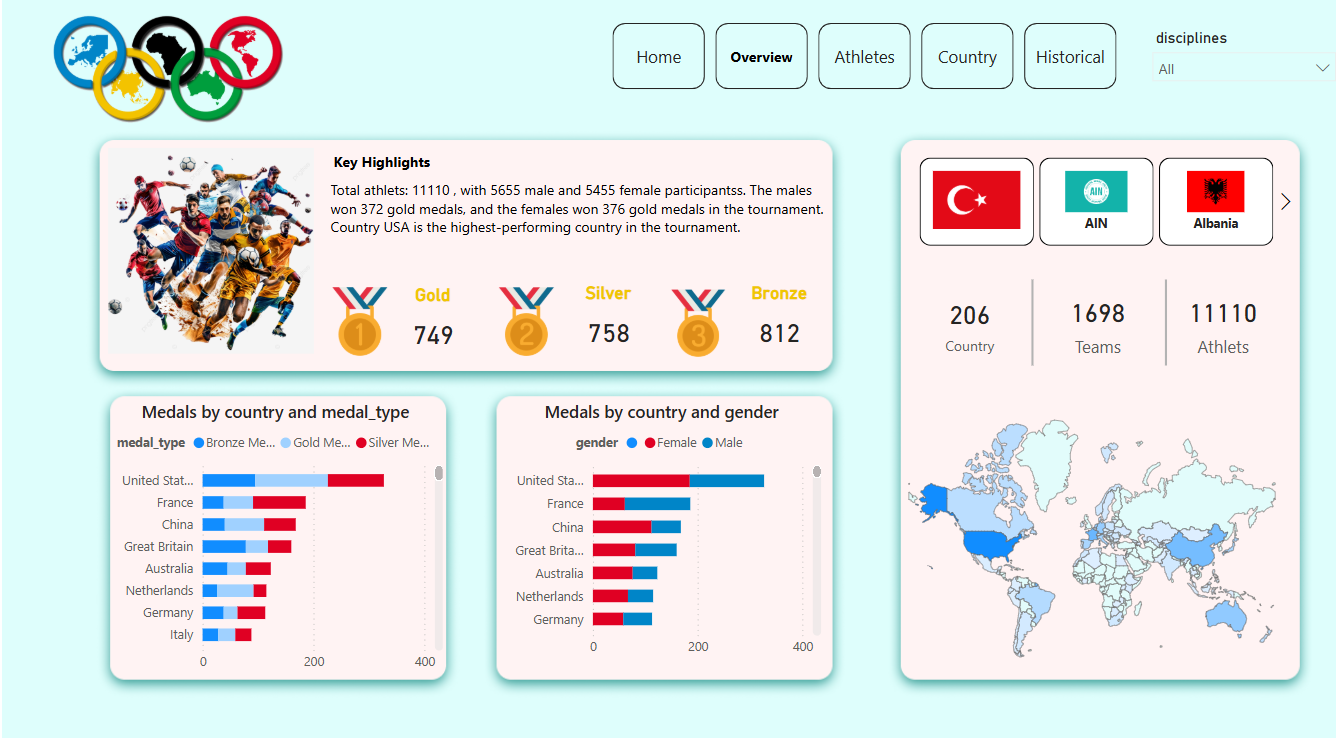 Home
Overview
Athletes
Country
Historical
disciplines
All
Key Highlights
Total athlets: 11110 , with 5655 male and 5455 female participantss. The males
won 372 gold medals, and the females won 376 gold medals in the tournament.
Country USA is the highest-performing country in the tournament.
1
Gold
749
2
Silver
758
3
Bronze
812
AIN
AIN
Albania
206
Country
1698
Teams
11110
Athlets
Medals by country and medal_type
medal_type Bronze Me... Gold Me... Silver Me...
United Stat...
France
China
Great Britain
Australia
Netherlands
Germany
Italy
0 200 400
Medals by country and gender
gender Female Male
United Sta...
France
China
Great Brita...
Australia
Netherlands
Germany
0 200 400